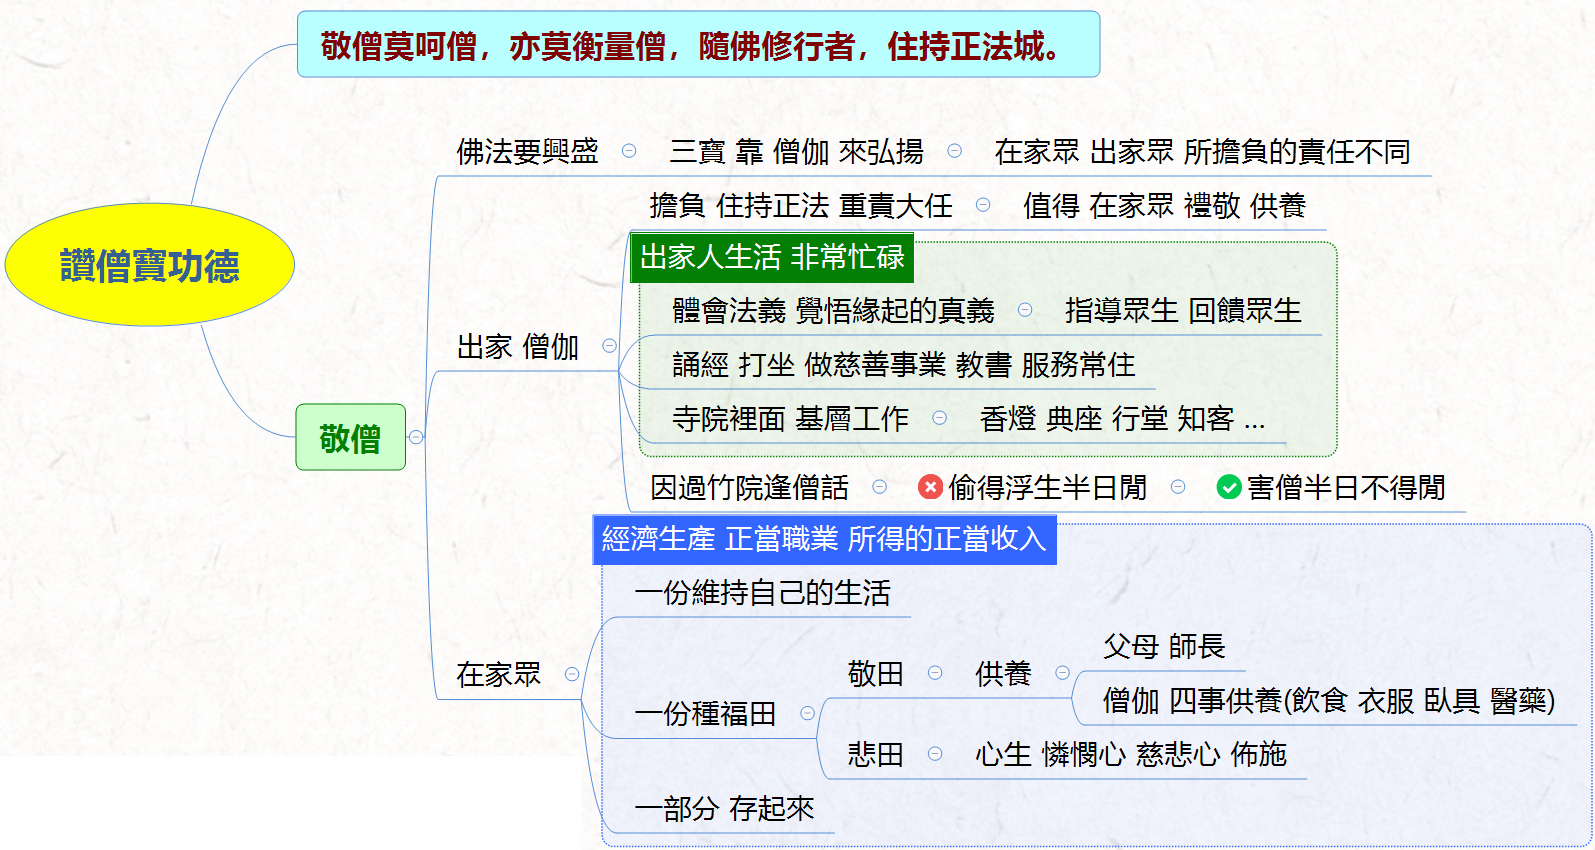 敬僧莫呵僧，亦莫衡量僧，隨佛修行者，住持正法城。
讚僧寶功德
敬僧
佛法要興盛 三寶 靠 僧伽 來弘揚 在家眾 出家眾 所擔負的責任不同
出家 僧伽
擔負 住持正法 重責大任 值得 在家眾 禮敬 供養
出家人生活 非常忙碌
體會法義 覺悟緣起的真義 指導眾生 回饋眾生
誦經 打坐 做慈善事業 教書 服務常住
寺院裡面 基層工作 香燈 典座 行堂 知客 ...
因過竹院逢僧話 偷得浮生半日閒 害僧半日不得閒
在家眾
經濟生產 正當職業 所得的正當收入
一份維持自己的生活
一份種福田
敬田 供養
父母 師長
僧伽 四事供養(飲食 衣服 臥具 醫藥)
悲田 心生 憐憫心 慈悲心 佈施
一部分 存起來